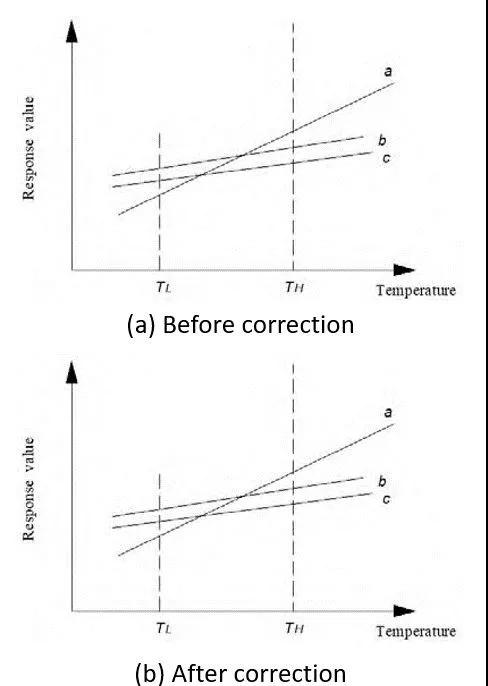 Response value
a
b
c
TL
TH
Temperature
(a) Before correction
Response value
a
b
c
TL
TH
Temperature
(b) After correction